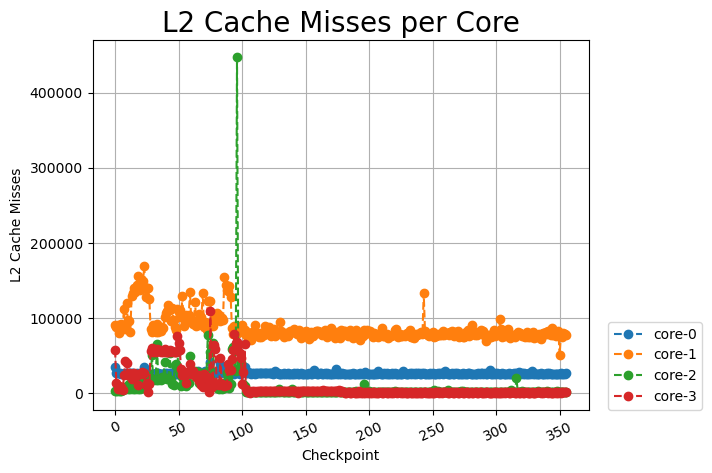 L2 Cache Misses per Core
L2 Cache Misses
400000
300000
200000
100000
0
0
50
100
150
200
250
300
350
Checkpoint
core-0
core-1
core-2
core-3